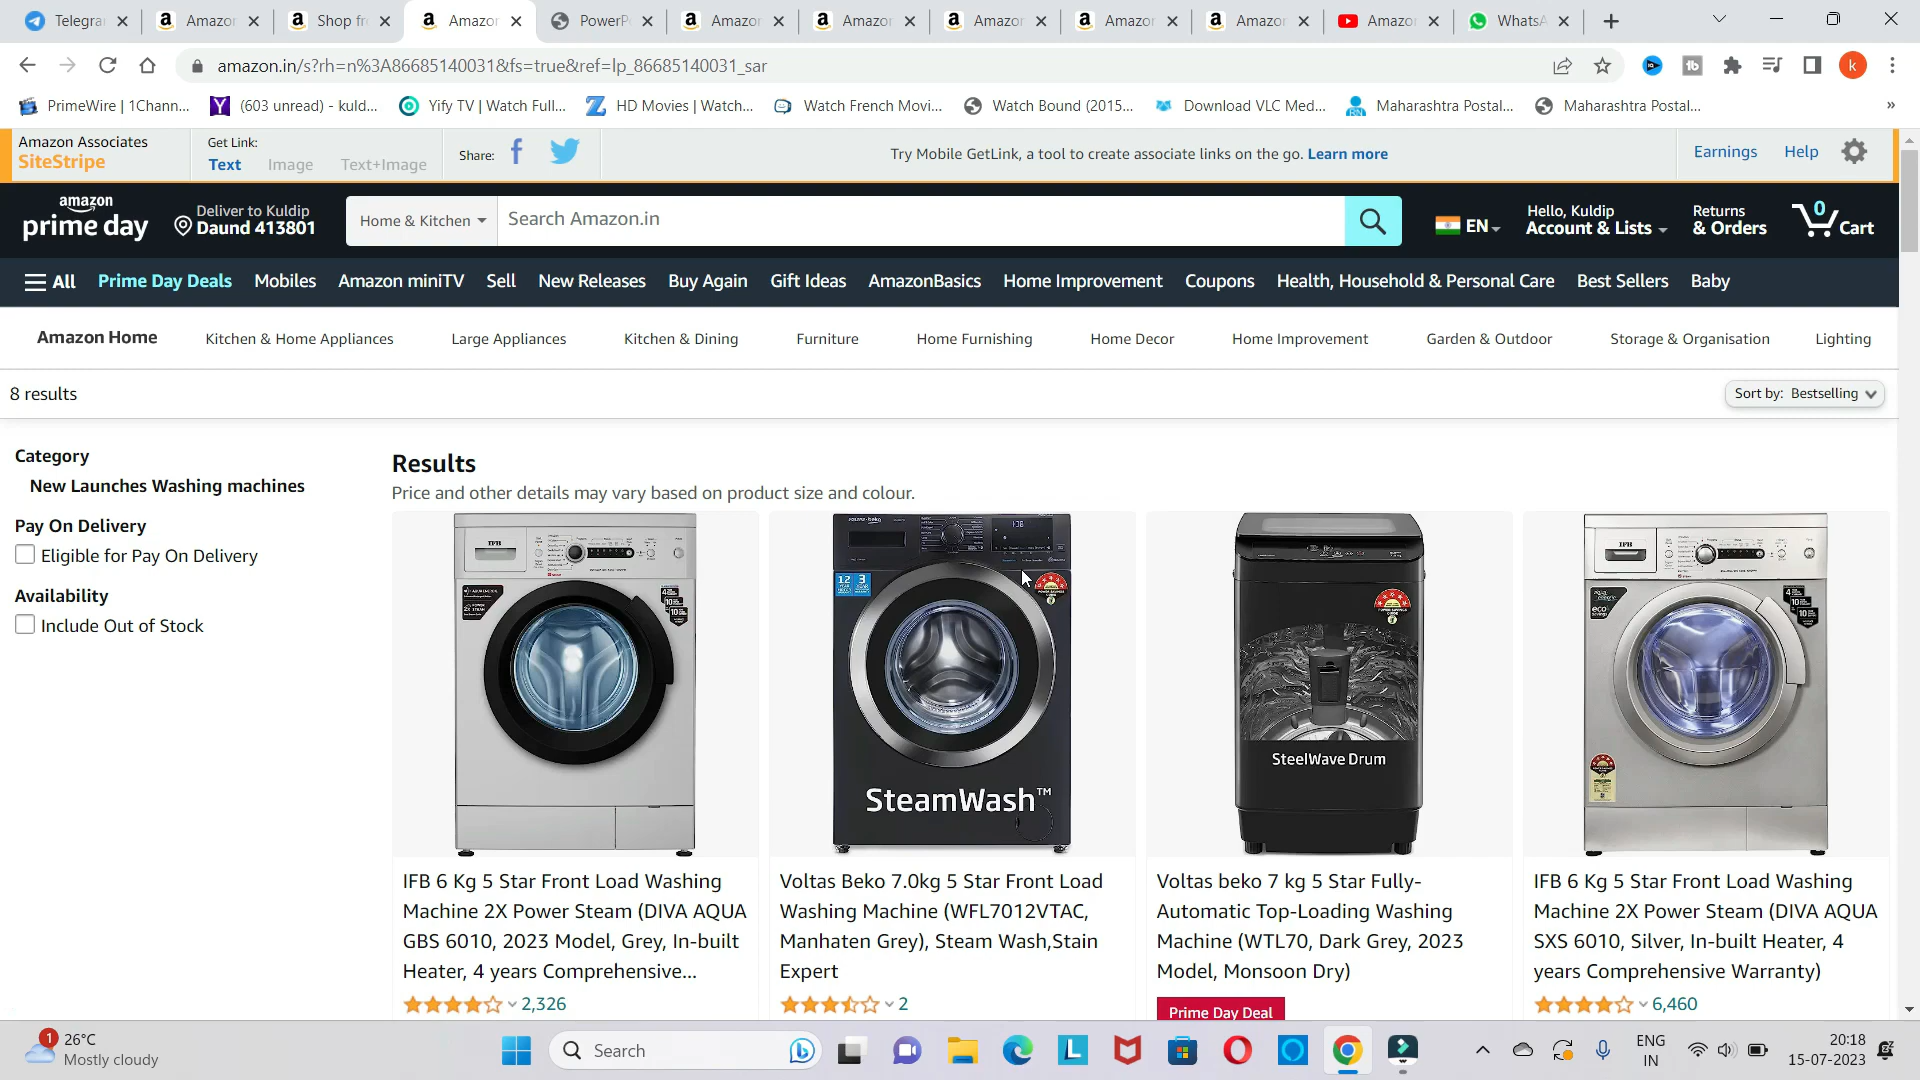 Telegra
Amazon
Shop fr
Amazon
PowerP
Amazon
Amazon
Amazon
Amazon
Amazon
Amazon
WhatsA
amazon.in/s?rh=n%3A86685140031&fs=true&ref=lp_86685140031_sar
k
PrimeWire | 1Chann...
(603 unread) - kuld...
Yify TV | Watch Full...
HD Movies | Watch...
Watch French Movi...
Watch Bound (2015...
Download VLC Med...
Maharashtra Postal...
Maharashtra Postal...
»
Amazon Associates
SiteStripe
Get Link:
Text Image Text+Image
Share:
Try Mobile GetLink, a tool to create associate links on the go. Learn more
Earnings Help
amazon
prime day
Deliver to Kuldip
Daund 413801
Home & Kitchen
Search Amazon.in
EN
Hello, Kuldip
Account & Lists
Returns
& Orders
0
Cart
All Prime Day Deals Mobiles Amazon miniTV Sell New Releases Buy Again Gift Ideas AmazonBasics Home Improvement Coupons Health, Household & Personal Care Best Sellers Baby
Amazon Home Kitchen & Home Appliances Large Appliances Kitchen & Dining Furniture Home Furnishing Home Decor Home Improvement Garden & Outdoor Storage & Organisation Lighting
8 results
Sort by: Bestselling
Category
New Launches Washing machines
Pay On Delivery
Eligible for Pay On Delivery
Availability
Include Out of Stock
Results
Price and other details may vary based on product size and colour.
IFB
12 3
SteamWash™
SteelWave Drum
IFB
IFB 6 Kg 5 Star Front Load Washing
Machine 2X Power Steam (DIVA AQUA
GBS 6010, 2023 Model, Grey, In-built
Heater, 4 years Comprehensive...
2,326
Voltas Beko 7.0kg 5 Star Front Load
Washing Machine (WFL7012VTAC,
Manhaten Grey), Steam Wash,Stain
Expert
2
Voltas beko 7 kg 5 Star Fully-
Automatic Top-Loading Washing
Machine (WTL70, Dark Grey, 2023
Model, Monsoon Dry)
Prime Day Deal
IFB 6 Kg 5 Star Front Load Washing
Machine 2X Power Steam (DIVA AQUA
SXS 6010, Silver, In-built Heater, 4
years Comprehensive Warranty)
6,460
1
26°C
Mostly cloudy
Search
ENG
IN
20:18
15-07-2023